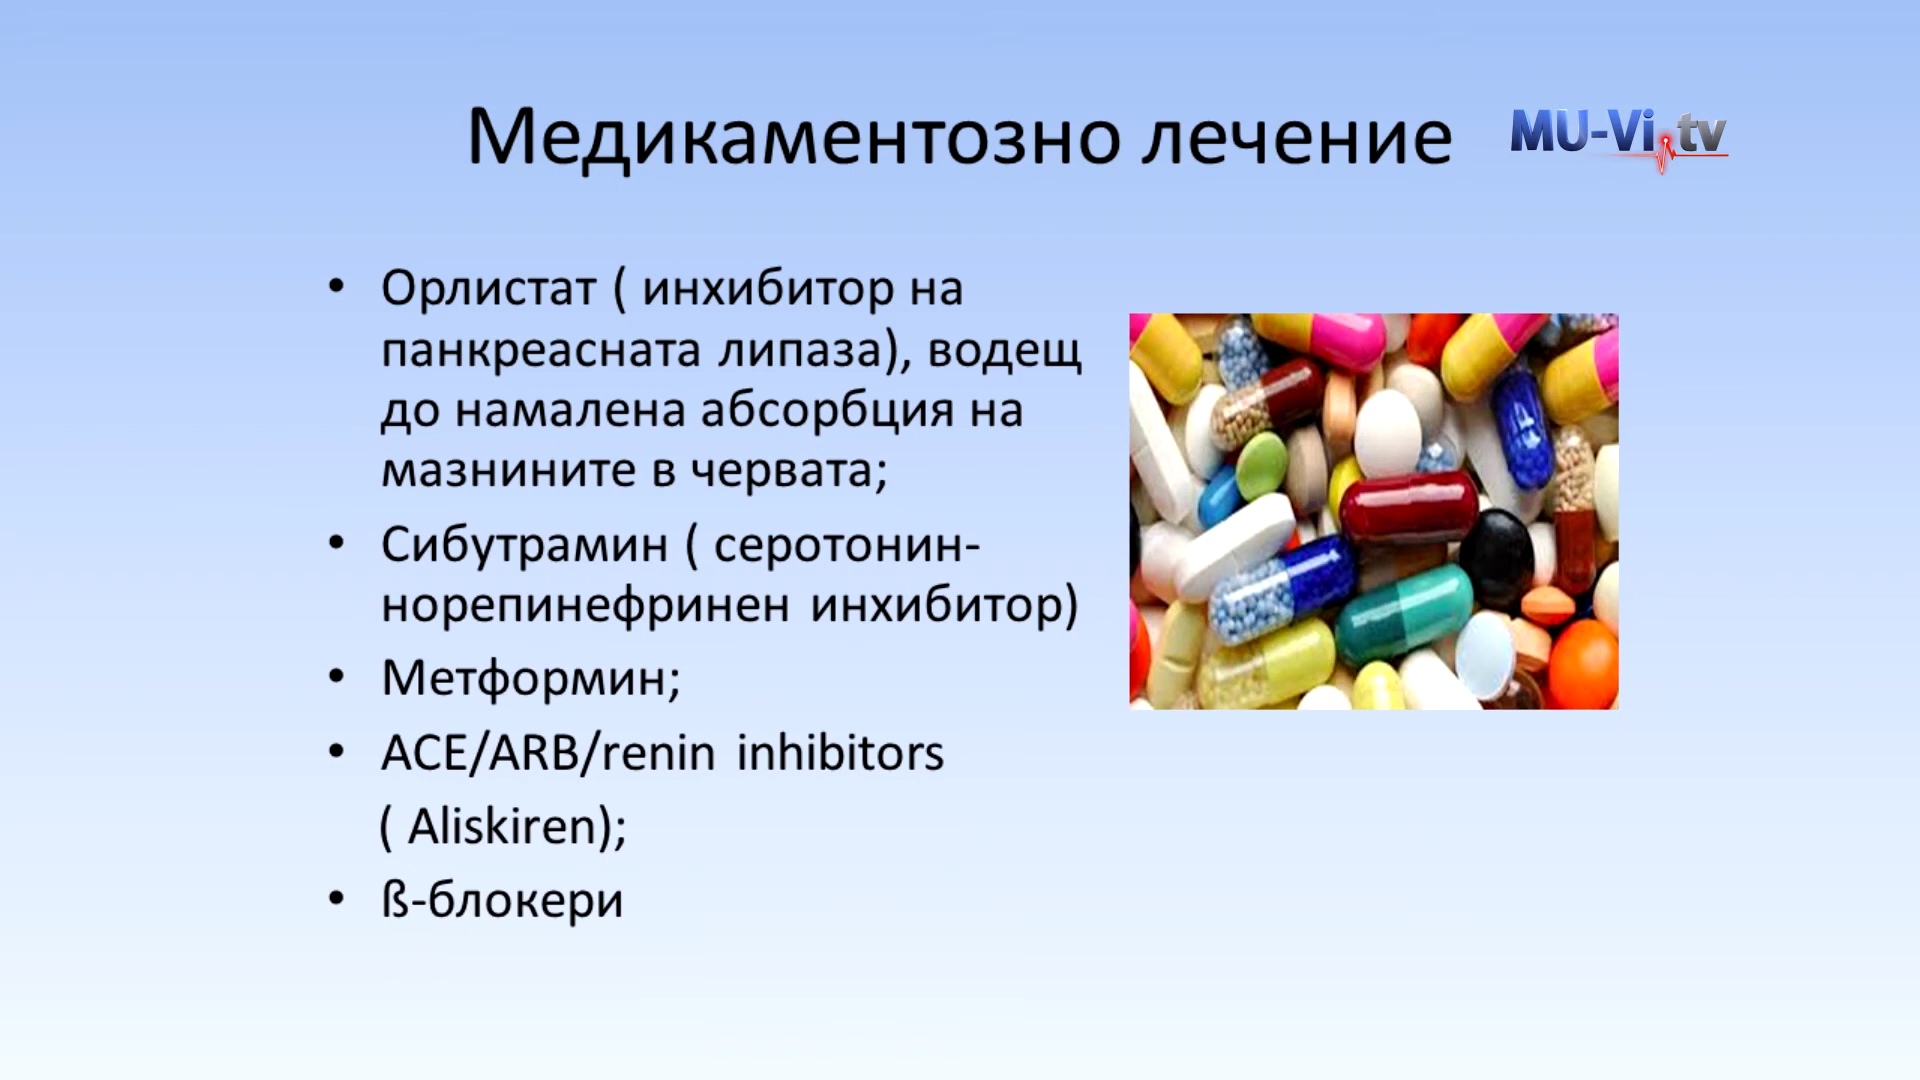 Медикаментозно лечение
MU-Vi.tv
• Орлистат ( инхибитор на
панкреасната липаза), водещ
до намалена абсорбция на
мазнините в червата;
• Сибутрамин ( серотонин-
норепинефринен инхибитор)
• Метформин;
• ACE/ARB/renin inhibitors
( Aliskiren);
• ß-блокери